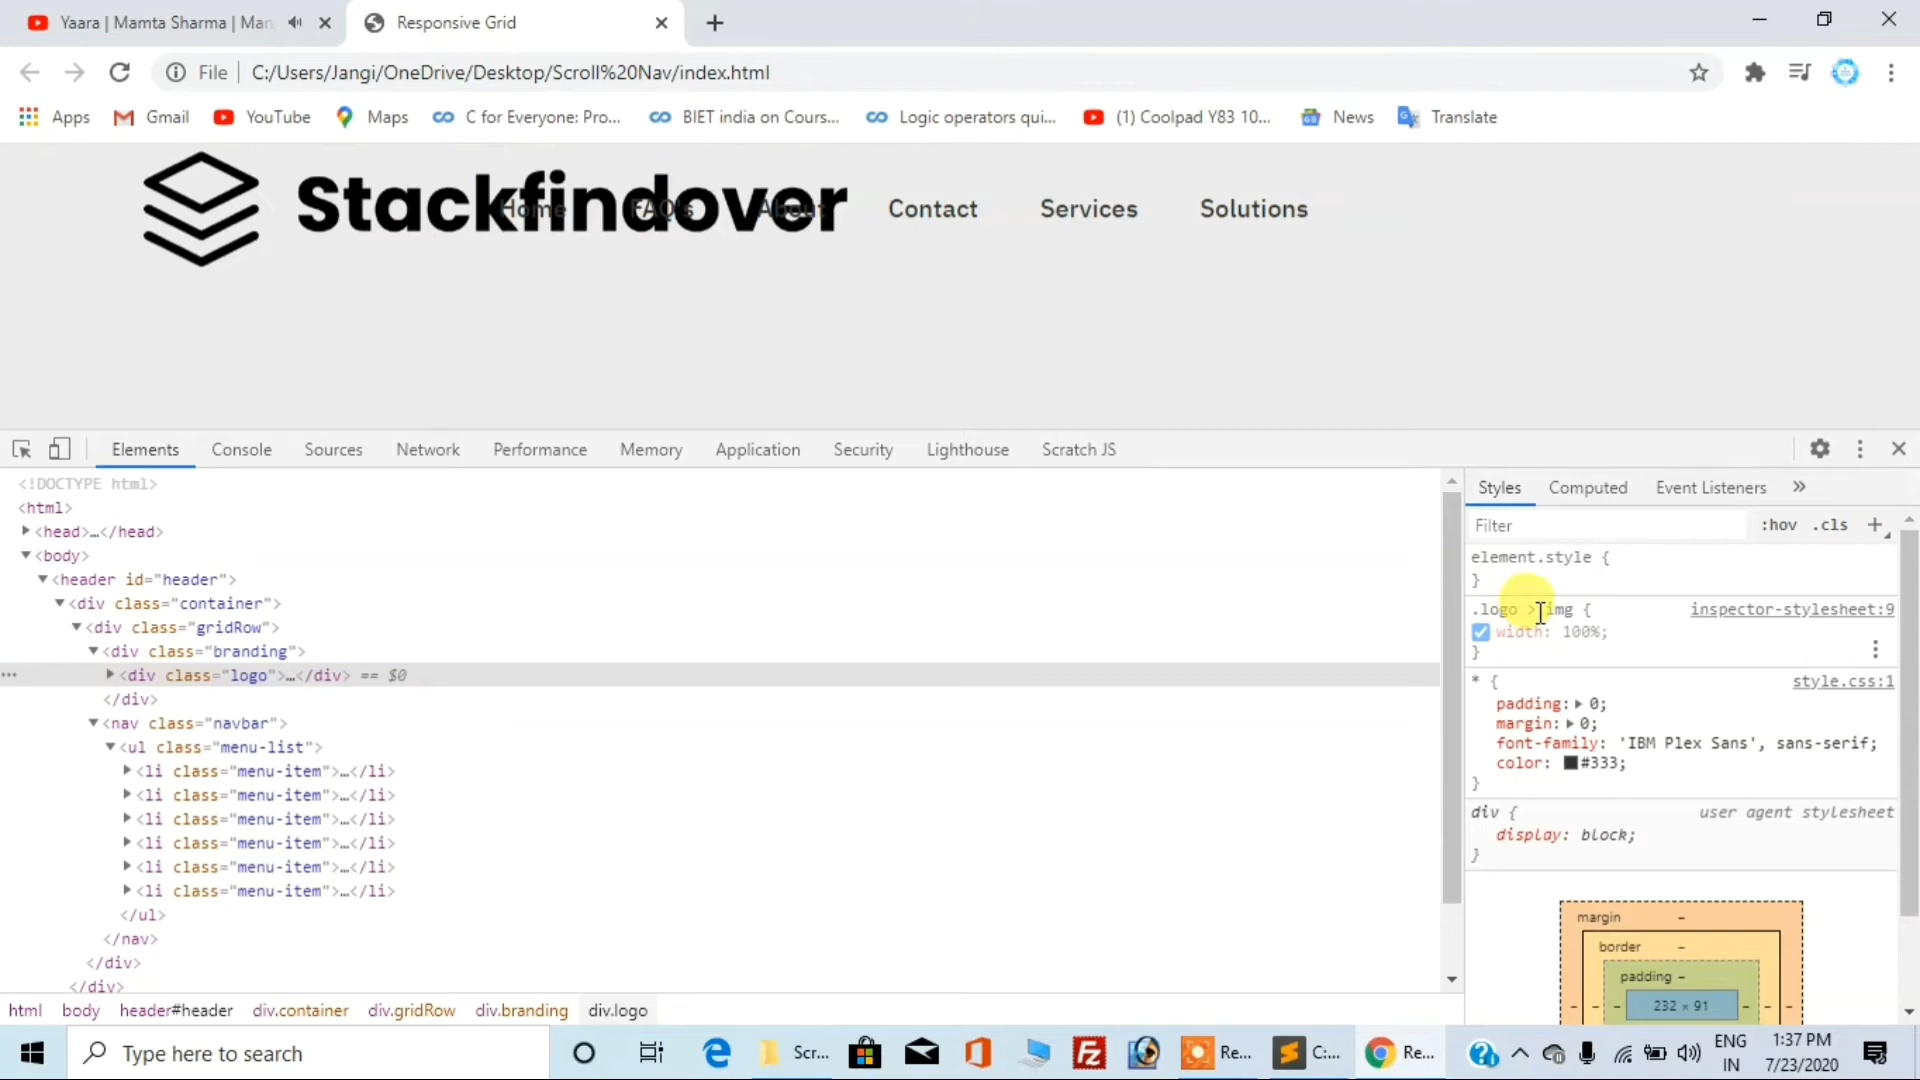 Yaara | Mamta Sharma | Man
Responsive Grid
File
C:/Users/Jangi/OneDrive/Desktop/Scroll%20Nav/index.html
Apps
Gmail
YouTube
Maps
C for Everyone: Pro...
BIET india on Cours...
Logic operators qui...
(1) Coolpad Y83 10...
News
Translate
Stackfindover
Home FAQ's About Contact Services Solutions
Elements Console Sources Network Performance Memory Application Security Lighthouse Scratch JS
<!DOCTYPE html>
<html>
<head>…</head>
<body>
<header id="header">
<div class="container">
<div class="gridRow">
<div class="branding">
<div class="logo">…</div> == $0
</div>
<nav class="navbar">
<ul class="menu-list">
<li class="menu-item">…</li>
<li class="menu-item">…</li>
<li class="menu-item">…</li>
<li class="menu-item">…</li>
<li class="menu-item">…</li>
<li class="menu-item">…</li>
</ul>
</nav>
</div>
</div>
html body header#header div.container div.gridRow div.branding div.logo
Styles Computed Event Listeners »
Filter :hov .cls +
element.style {
}
.logo > img { inspector-stylesheet:9
width: 100%;
}
* { style.css:1
padding: 0;
margin: 0;
font-family: 'IBM Plex Sans', sans-serif;
color: #333;
}
div { user agent stylesheet
display: block;
}
margin –
border –
padding –
– – – 232 × 91 – – –
Type here to search
Scr...
Re...
C:...
Re...
ENG
IN
1:37 PM
7/23/2020